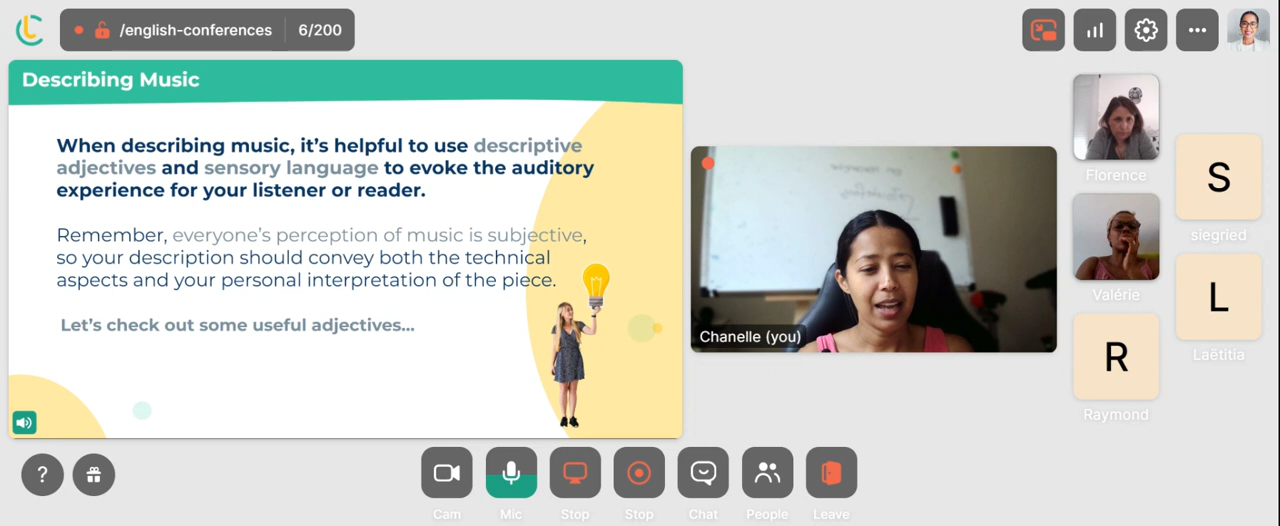 /english-conferences 6/200
Describing Music
When describing music, it's helpful to use descriptive
adjectives and sensory language to evoke the auditory
experience for your listener or reader.
Remember, everyone's perception of music is subjective,
so your description should convey both the technical
aspects and your personal interpretation of the piece.
Let's check out some useful adjectives...
Chanelle (you)
Florence
S
siegried
Valérie
L
Laëtitia
R
Raymond
?
Cam Mic Stop Stop Chat People Leave